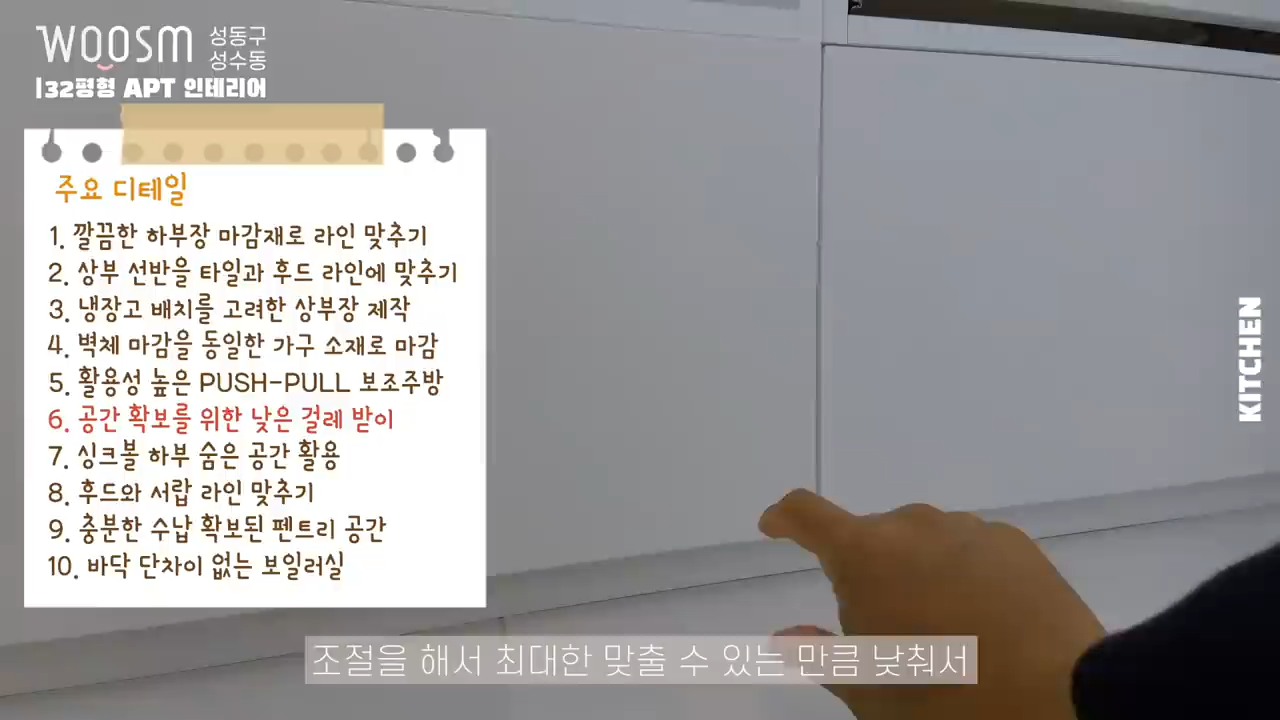 WOOSM
성동구
성수동
|32평형 APT 인테리어
주요 디테일
1. 깔끔한 하부장 마감재로 라인 맞추기
2. 상부 선반을 타일과 후드 라인에 맞추기
3. 냉장고 배치를 고려한 상부장 제작
4. 벽체 마감을 동일한 가구 소재로 마감
5. 활용성 높은 PUSH-PULL 보조주방
6. 공간 확보를 위한 낮은 걸레 받이
7. 싱크볼 하부 숨은 공간 활용
8. 후드와 서랍 라인 맞추기
9. 충분한 수납 확보된 펜트리 공간
10. 바닥 단차이 없는 보일러실
KITCHEN
조절을 해서 최대한 맞출 수 있는 만큼 낮춰서